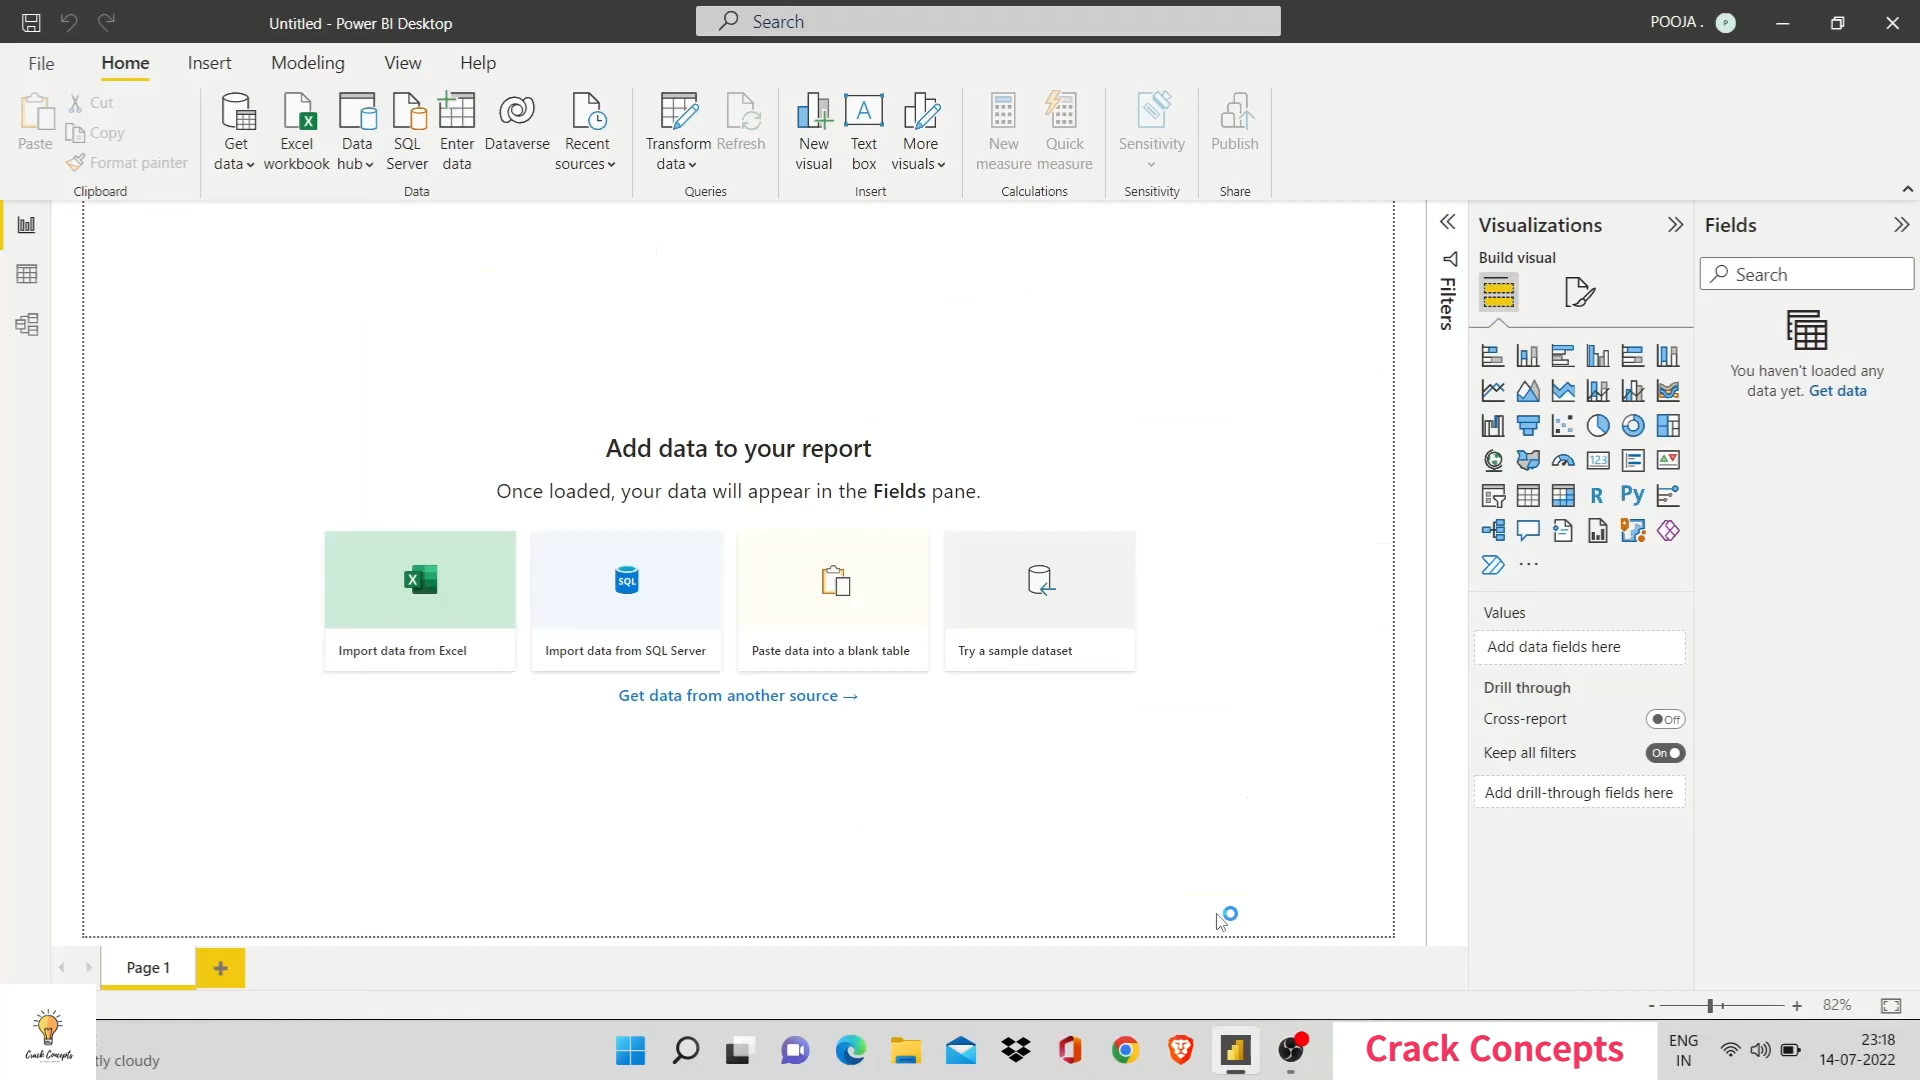 Untitled - Power BI Desktop
Search
POOJA .
P
File
Home
Insert
Modeling
View
Help
Paste
Cut
Copy
Format painter
Clipboard
Get data
Excel workbook
Data hub
SQL Server
Enter data
Dataverse
Recent sources
Data
Transform data
Refresh
Queries
New visual
A
Text box
More visuals
Insert
New measure
Quick measure
Calculations
Sensitivity
Sensitivity
Publish
Share
Add data to your report
Once loaded, your data will appear in the Fields pane.
X
SQL
Import data from Excel
Import data from SQL Server
Paste data into a blank table
Try a sample dataset
Get data from another source →
Filters
Visualizations
Build visual
123
R
Py
...
Values
Add data fields here
Drill through
Cross-report
Off
Keep all filters
On
Add drill-through fields here
Fields
Search
You haven't loaded any
data yet. Get data
Page 1
+
- + 82%
Crack Concepts
tly cloudy
Crack Concepts
ENG
IN
23:18
14-07-2022